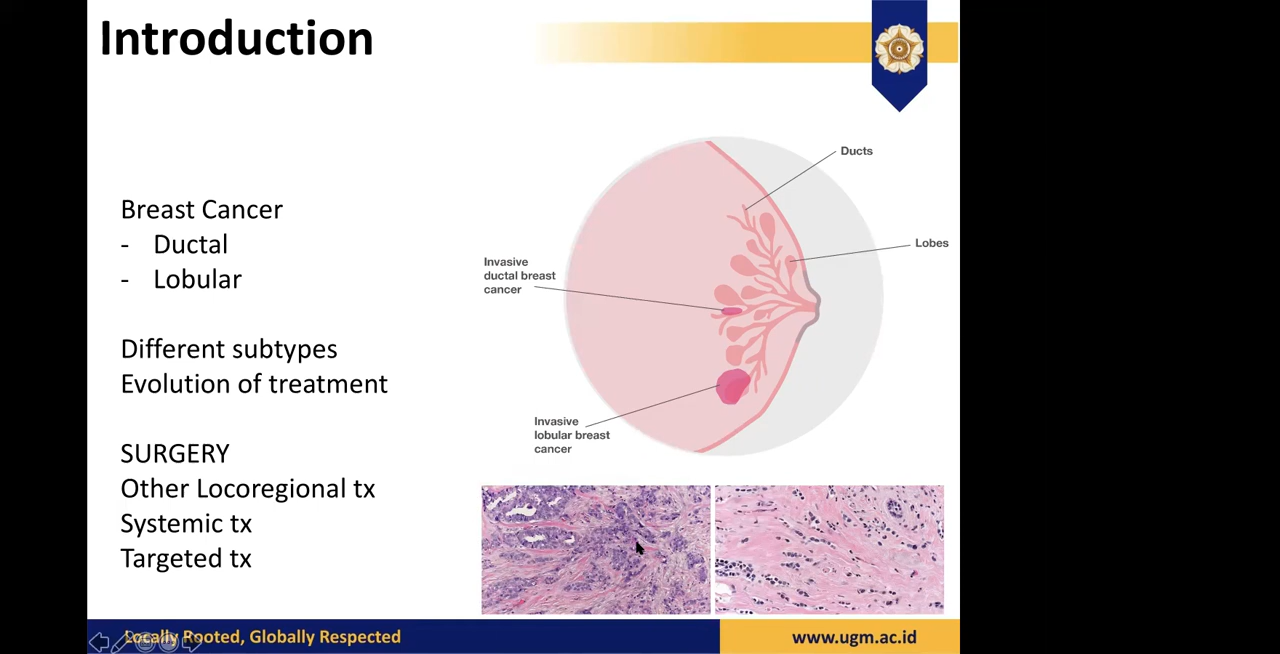 Introduction
Breast Cancer
- Ductal
- Lobular
Different subtypes
Evolution of treatment
SURGERY
Other Locoregional tx
Systemic tx
Targeted tx
Ducts
Lobes
Invasive
ductal breast
cancer
Invasive
lobular breast
cancer
Locally Rooted, Globally Respected
www.ugm.ac.id